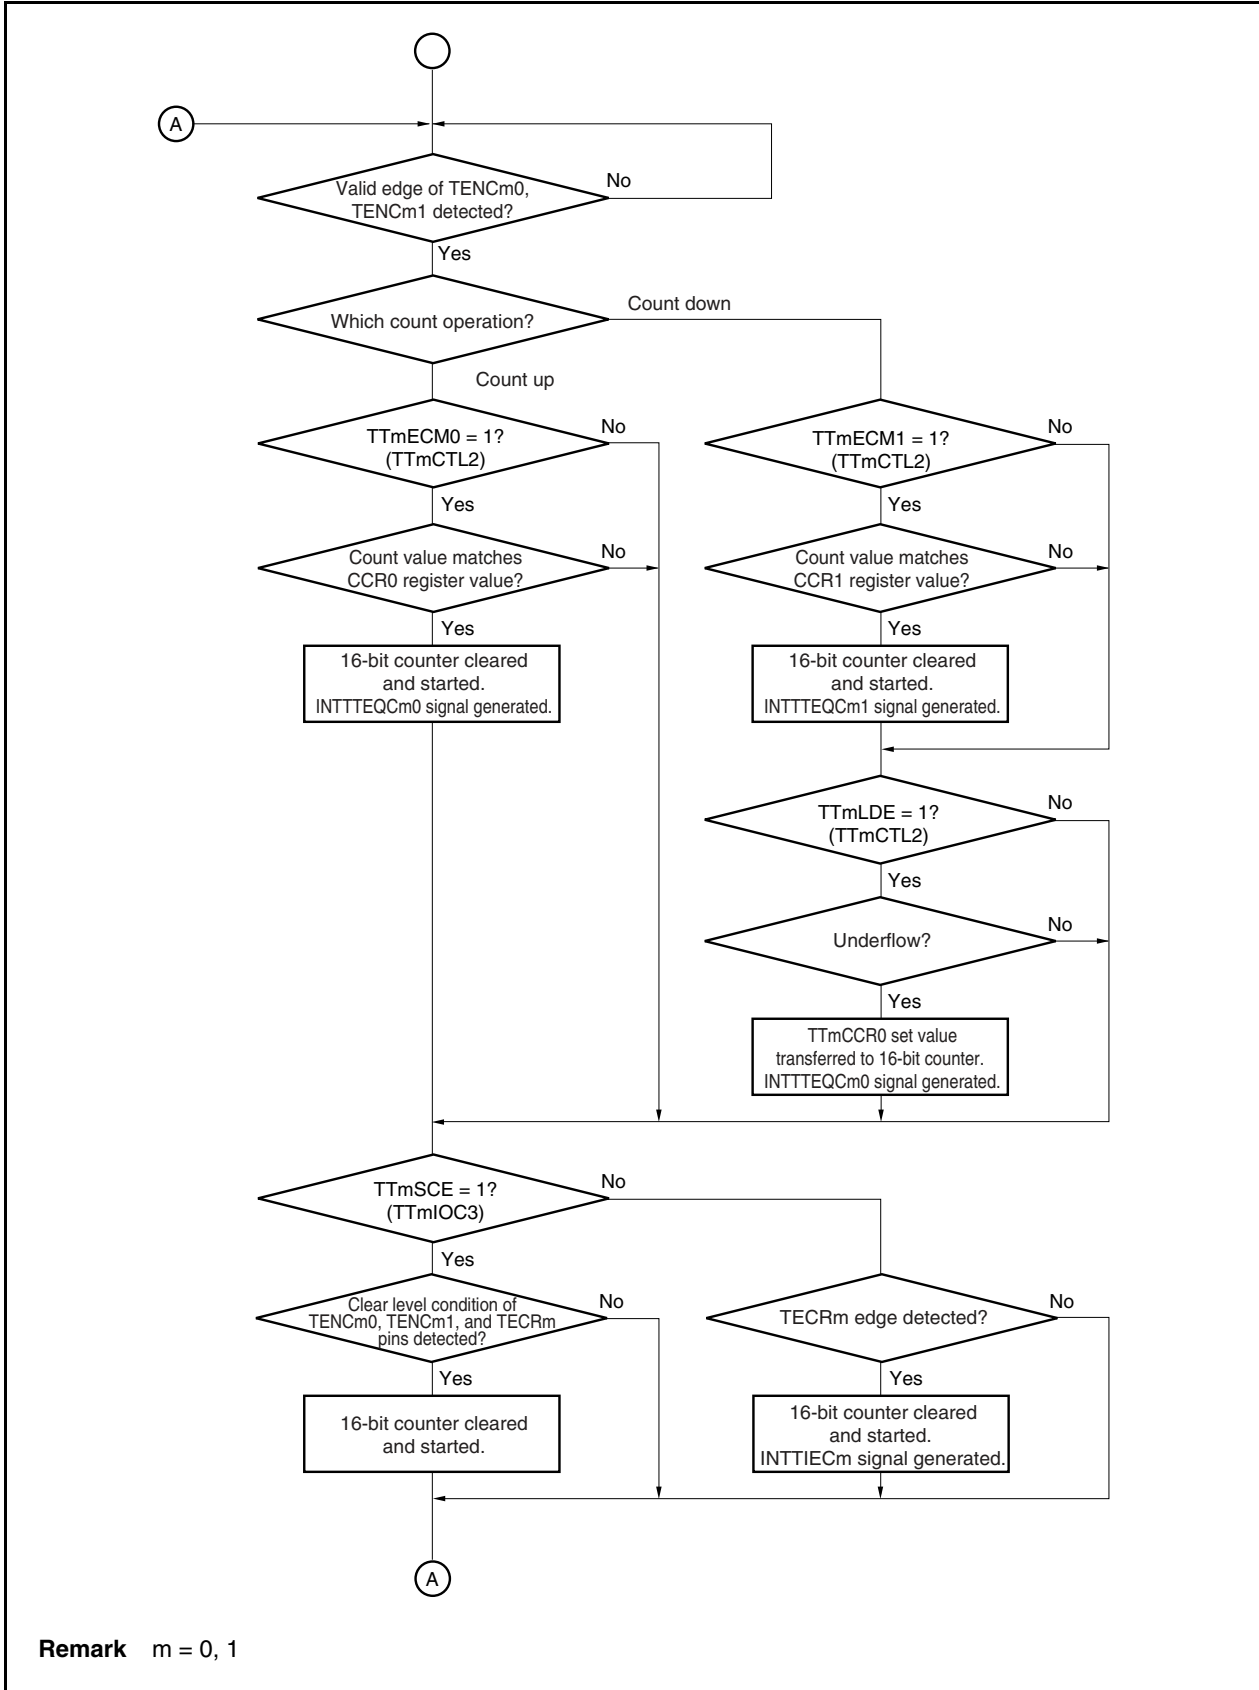 A
Valid edge of TENCm0,
TENCm1 detected?
No
Yes
Which count operation?
Count down
Count up
TTmECM0 = 1?
(TTmCTL2)
No
Yes
TTmECM1 = 1?
(TTmCTL2)
No
Yes
Count value matches
CCR0 register value?
No
Yes
Count value matches
CCR1 register value?
No
Yes
16-bit counter cleared
and started.
INTTTEQCm0 signal generated.
16-bit counter cleared
and started.
INTTTEQCm1 signal generated.
TTmLDE = 1?
(TTmCTL2)
No
Yes
Underflow?
No
Yes
TTmCCR0 set value
transferred to 16-bit counter.
INTTTEQCm0 signal generated.
TTmSCE = 1?
(TTmIOC3)
No
Yes
Clear level condition of
TENCm0, TENCm1, and TECRm
pins detected?
No
Yes
TECRm edge detected?
No
Yes
16-bit counter cleared
and started.
16-bit counter cleared
and started.
INTTIECm signal generated.
A
Remark m = 0, 1